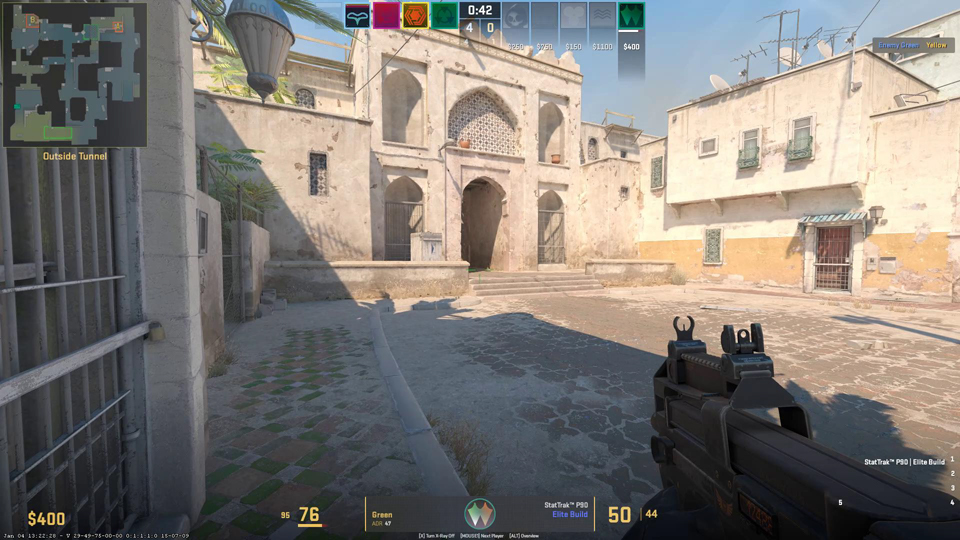 B
0:42
4 0
$250 $750 $150 $1100 $400
Enemy Green Yellow
Outside Tunnel
StatTrak™ P90 | Elite Build
1
2
3
5 4
$400
95 76
Green
ADR 47
StatTrak™ P90
Elite Build
50 44
[X] Turn X-Ray Off [MOUSE1] Next Player [ALT] Overview